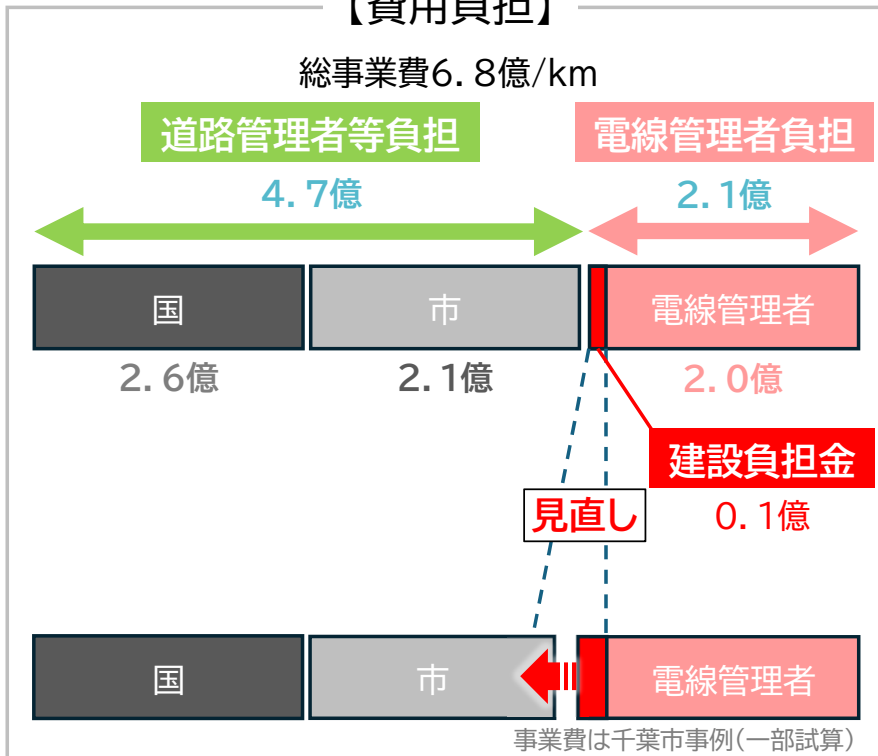 【費用負担】
総事業費6.8億/km
道路管理者等負担 電線管理者負担
4.7億 2.1億
国 市 電線管理者
2.6億 2.1億 2.0億
建設負担金
見直し 0.1億
国 市 電線管理者
事業費は千葉市事例(一部試算)